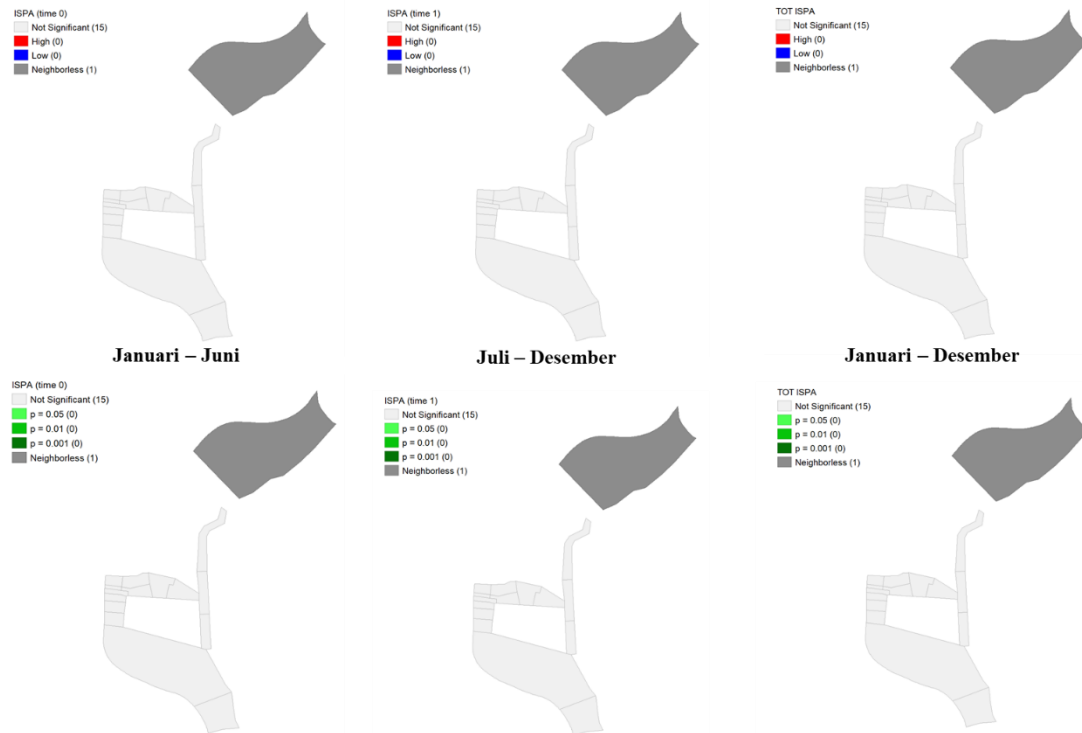 ISPA (time 0)
Not Significant (15)
High (0)
Low (0)
Neighborless (1)
ISPA (time 1)
Not Significant (15)
High (0)
Low (0)
Neighborless (1)
TOT ISPA
Not Significant (15)
High (0)
Low (0)
Neighborless (1)
Januari – Juni
Juli – Desember
Januari – Desember
ISPA (time 0)
Not Significant (15)
p = 0.05 (0)
p = 0.01 (0)
p = 0.001 (0)
Neighborless (1)
ISPA (time 1)
Not Significant (15)
p = 0.05 (0)
p = 0.01 (0)
p = 0.001 (0)
Neighborless (1)
TOT ISPA
Not Significant (15)
p = 0.05 (0)
p = 0.01 (0)
p = 0.001 (0)
Neighborless (1)